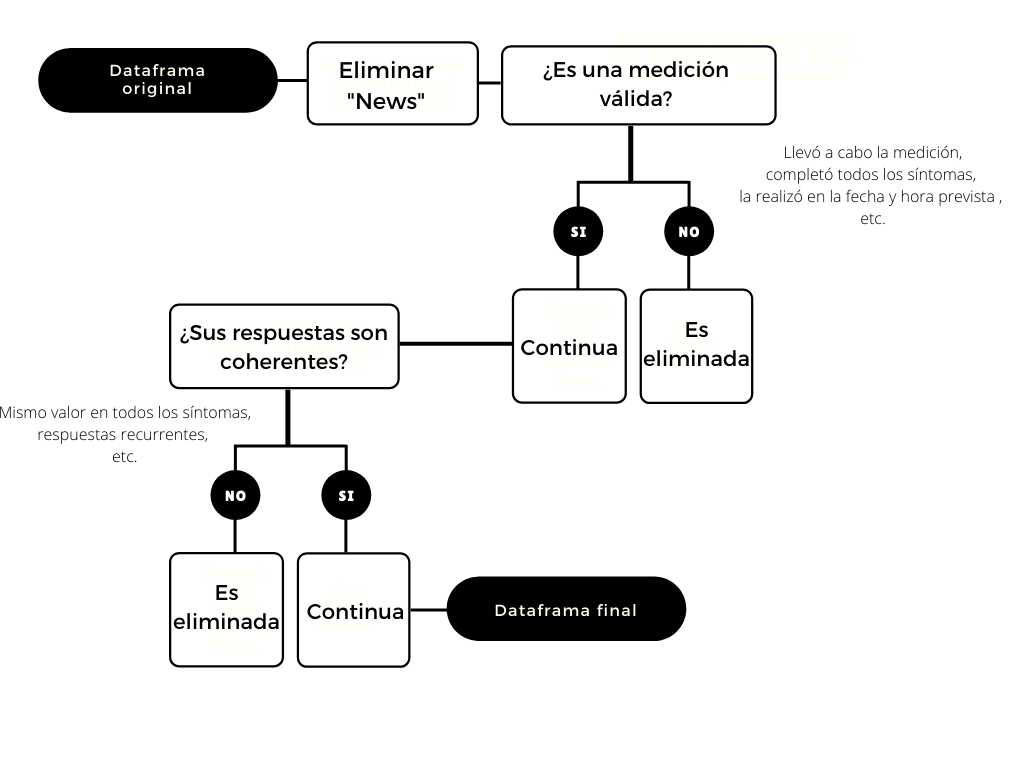 Dataframa
original
Eliminar
"News"
¿Es una medición
válida?
Llevó a cabo la medición,
completó todos los síntomas,
la realizó en la fecha y hora prevista ,
etc.
SI
NO
Continua
Es
eliminada
¿Sus respuestas son
coherentes?
Mismo valor en todos los síntomas,
respuestas recurrentes,
etc.
NO
SI
Es
eliminada
Continua
Dataframa final